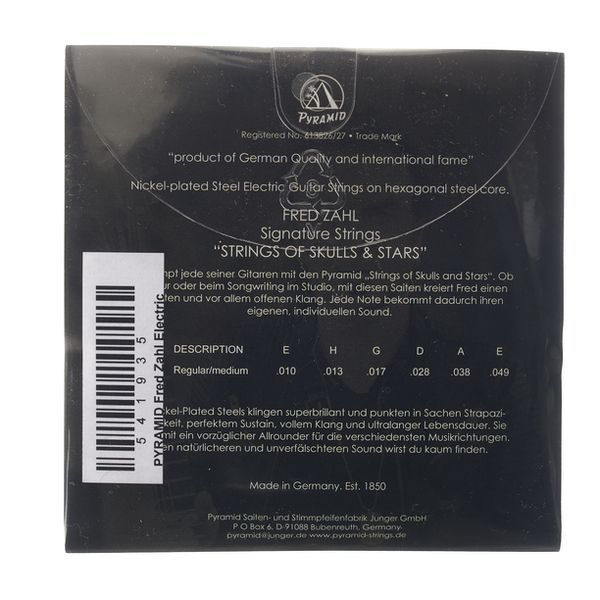 PYRAMID
Registered No. 613826/27 • Trade Mark
"product of German Quality and international fame"
Nickel-plated Steel Electric Guitar Strings on hexagonal steel core.
FRED ZAHL
Signature Strings
"STRINGS OF SKULLS & STARS"
jede seiner Gitarren mit den Pyramid „Strings of Skulls and Stars“. Ob
oder beim Songwriting im Studio, mit diesen Saiten kreiert Fred einen
und vor allem offenen Klang. Jede Note bekommt dadurch ihren
eigenen, individuellen Sound.
DESCRIPTION E H G D A E
Regular/medium .010 .013 .017 .028 .038 .049
ckel-Plated Steels klingen superbrillant und punkten in Sachen Strapazi-
keit, perfektem Sustain, vollem Klang und ultralanger Lebensdauer. Sie
mit ein vorzüglicher Allrounder für die verschiedensten Musikrichtungen.
natürlicheren und unverfälschteren Sound wirst du kaum finden.
Made in Germany. Est. 1850
Pyramid Saiten- und Stimmpfeifenfabrik Junger GmbH
P O Box 6, D-91088 Bubenreuth, Germany
pyramid@junger.de www.pyramid-strings.de
541935
PYRAMID Fred Zahl Electric